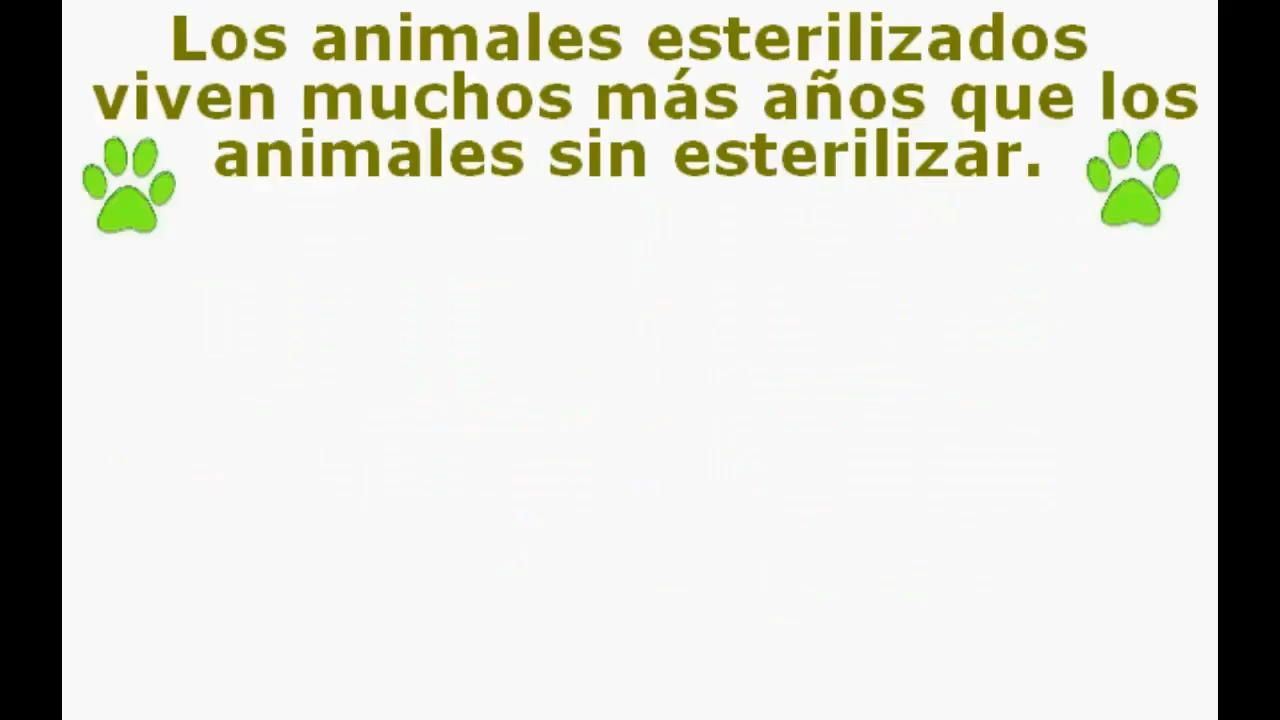 Los animales esterilizados
viven muchos más años que los
animales sin esterilizar.